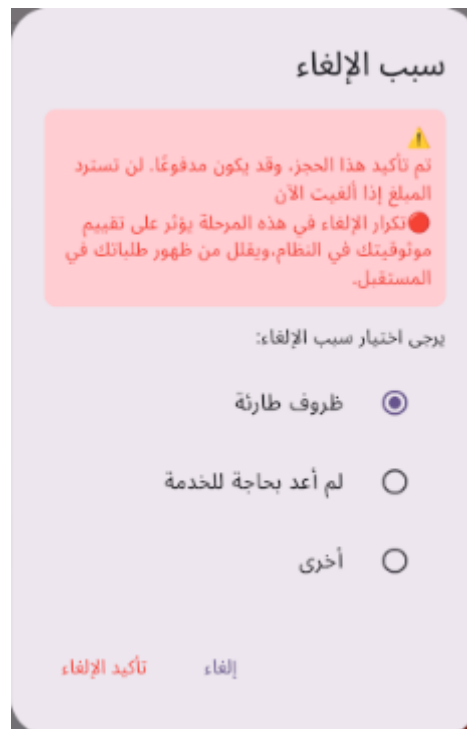 سبب الإلغاء
⚠️
تم تأكيد هذا الحجز، وقد يكون مدفوعًا. لن تسترد
المبلغ إذا ألغيت الآن
🔴تكرار الإلغاء في هذه المرحلة يؤثر على تقييم
موثوقيتك في النظام،ويقلل من ظهور طلباتك في
المستقبل.
يرجى اختيار سبب الإلغاء:
ظروف طارئة
لم أعد بحاجة للخدمة
أخرى
إلغاء
تأكيد الإلغاء